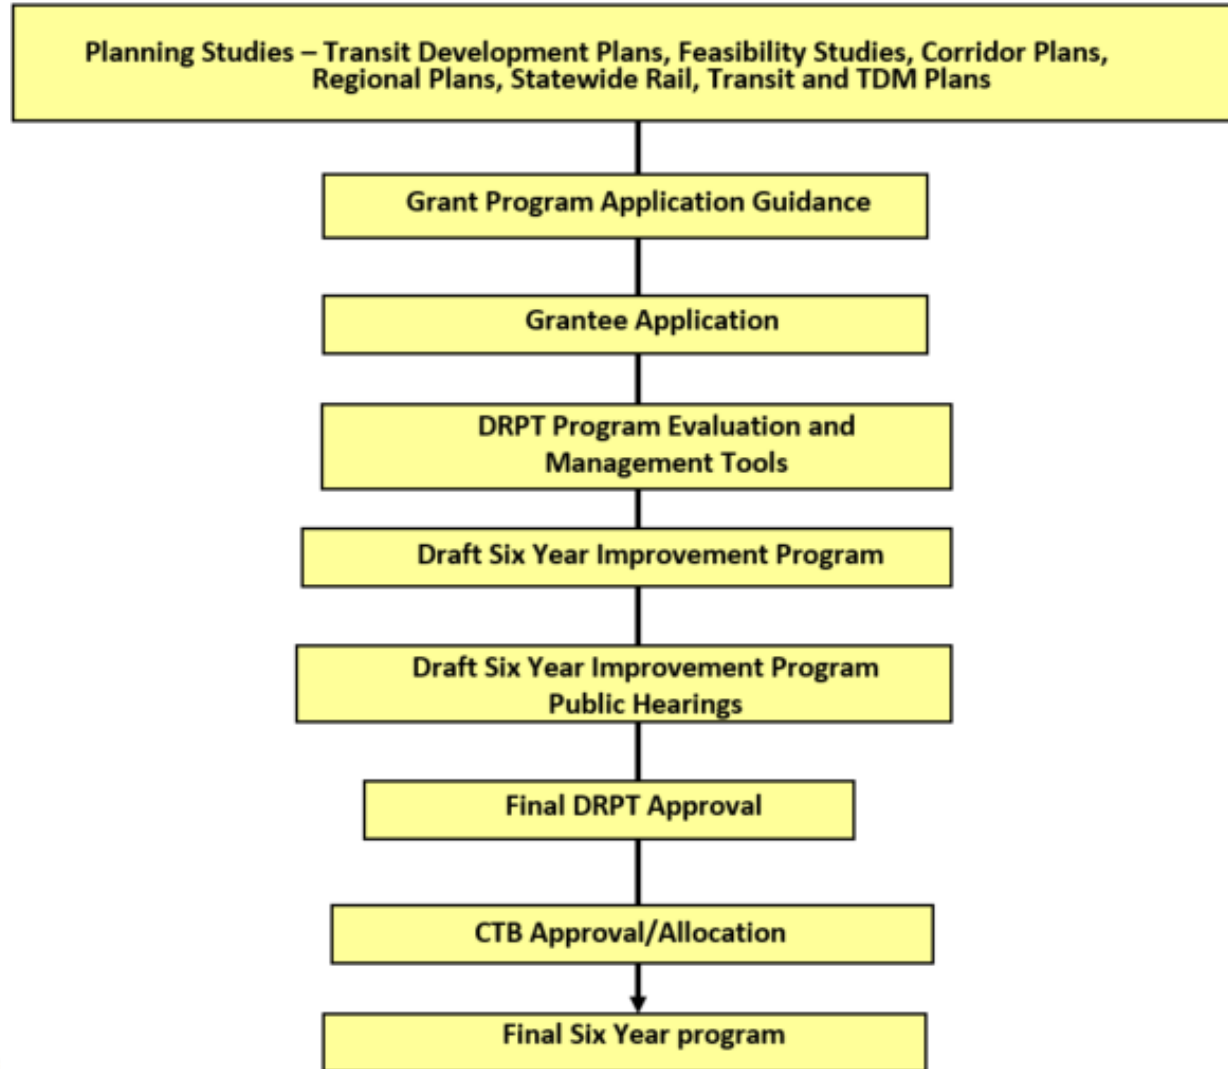 Planning Studies – Transit Development Plans, Feasibility Studies, Corridor Plans,
Regional Plans, Statewide Rail, Transit and TDM Plans
Grant Program Application Guidance
Grantee Application
DRPT Program Evaluation and
Management Tools
Draft Six Year Improvement Program
Draft Six Year Improvement Program
Public Hearings
Final DRPT Approval
CTB Approval/Allocation
Final Six Year program